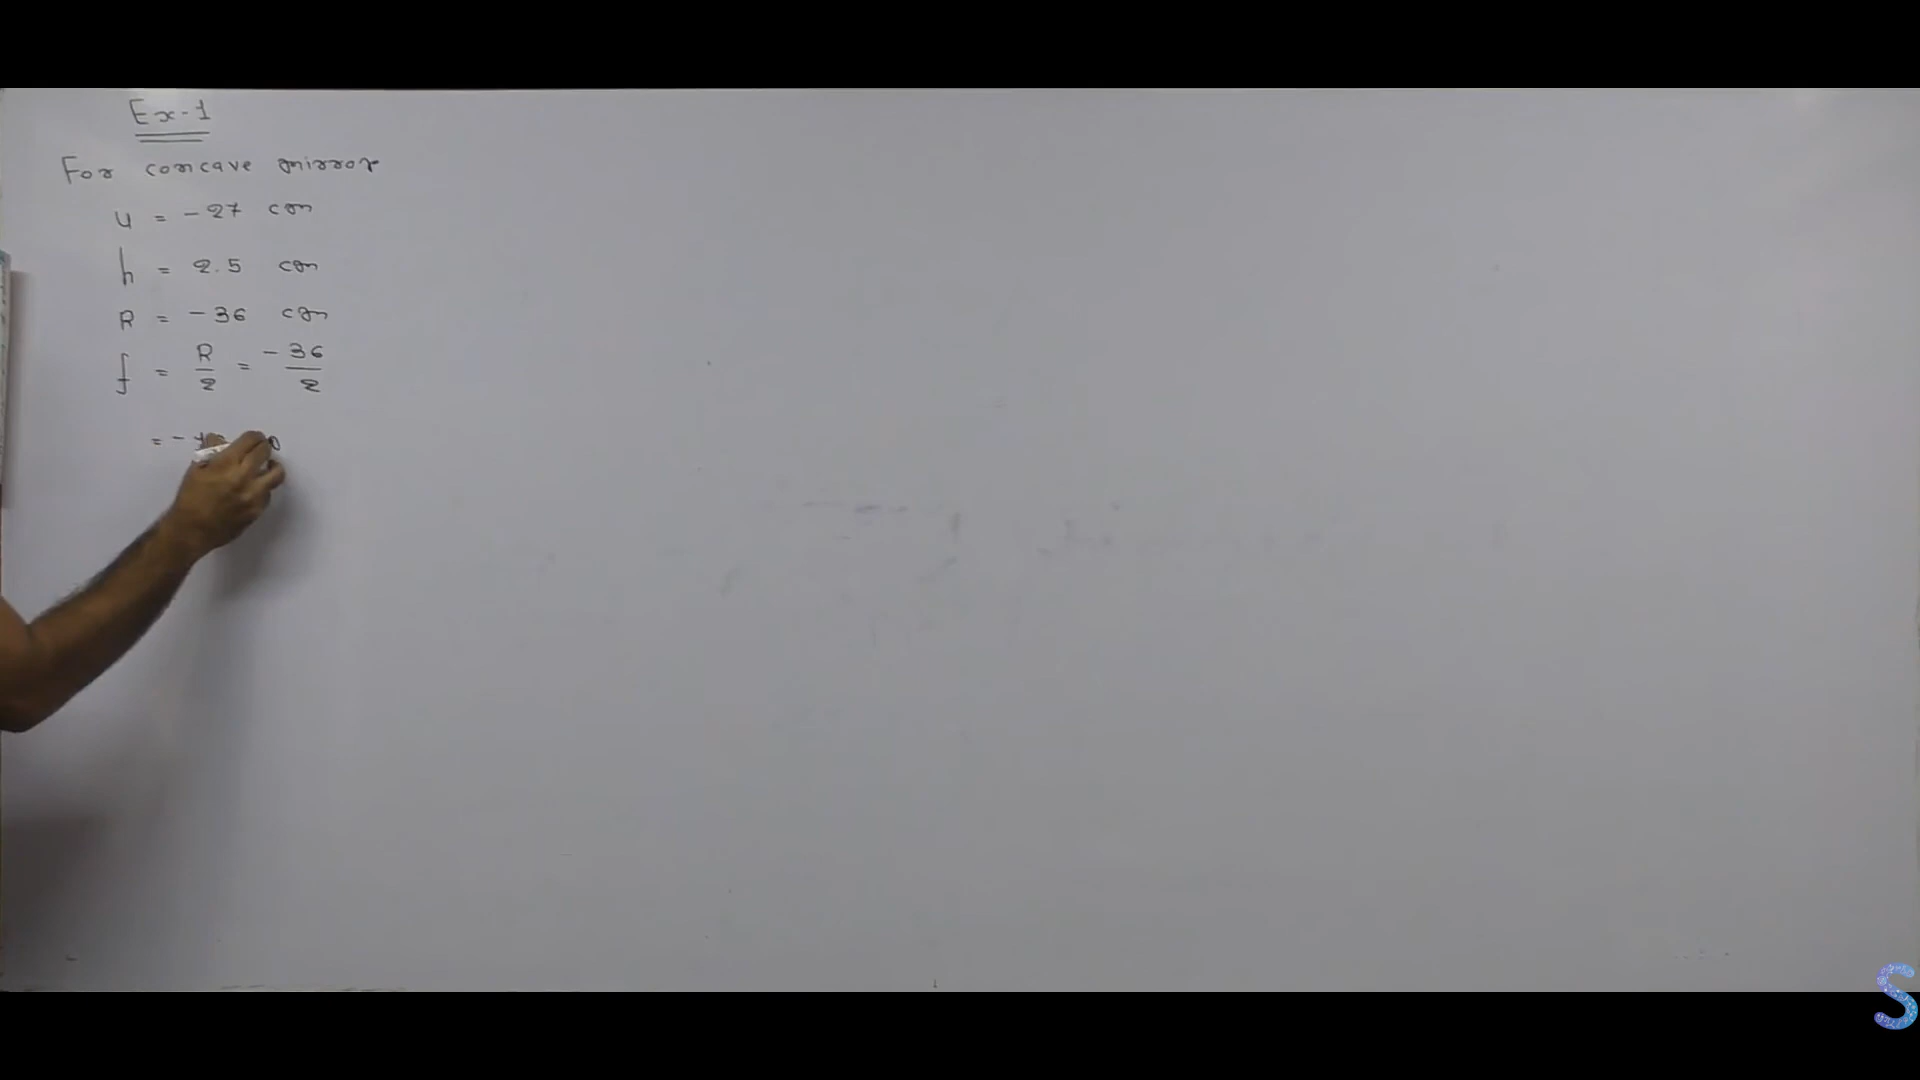 Ex-1
For concave mirror
u = -27 cm
h = 2.5 cm
R = -36 cm
f = R/2 = -36/2
= -
S